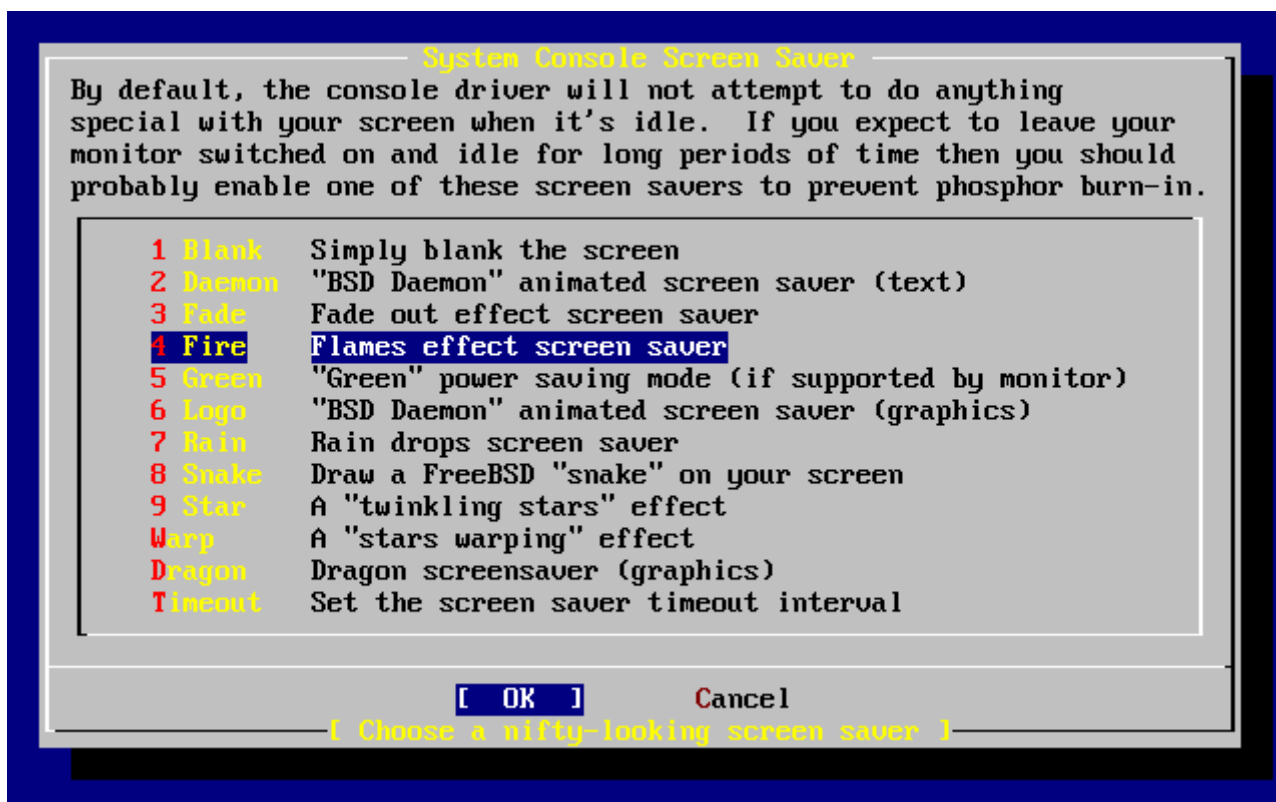 System Console Screen Saver
By default, the console driver will not attempt to do anything
special with your screen when it's idle.  If you expect to leave your
monitor switched on and idle for long periods of time then you should
probably enable one of these screen savers to prevent phosphor burn-in.
1 Blank   Simply blank the screen
2 Daemon  "BSD Daemon" animated screen saver (text)
3 Fade    Fade out effect screen saver
4 Fire    Flames effect screen saver
5 Green   "Green" power saving mode (if supported by monitor)
6 Logo    "BSD Daemon" animated screen saver (graphics)
7 Rain    Rain drops screen saver
8 Snake   Draw a FreeBSD "snake" on your screen
9 Star    A "twinkling stars" effect
Warp      A "stars warping" effect
Dragon    Dragon screensaver (graphics)
Timeout   Set the screen saver timeout interval
[  OK  ]       Cancel
[ Choose a nifty-looking screen saver ]